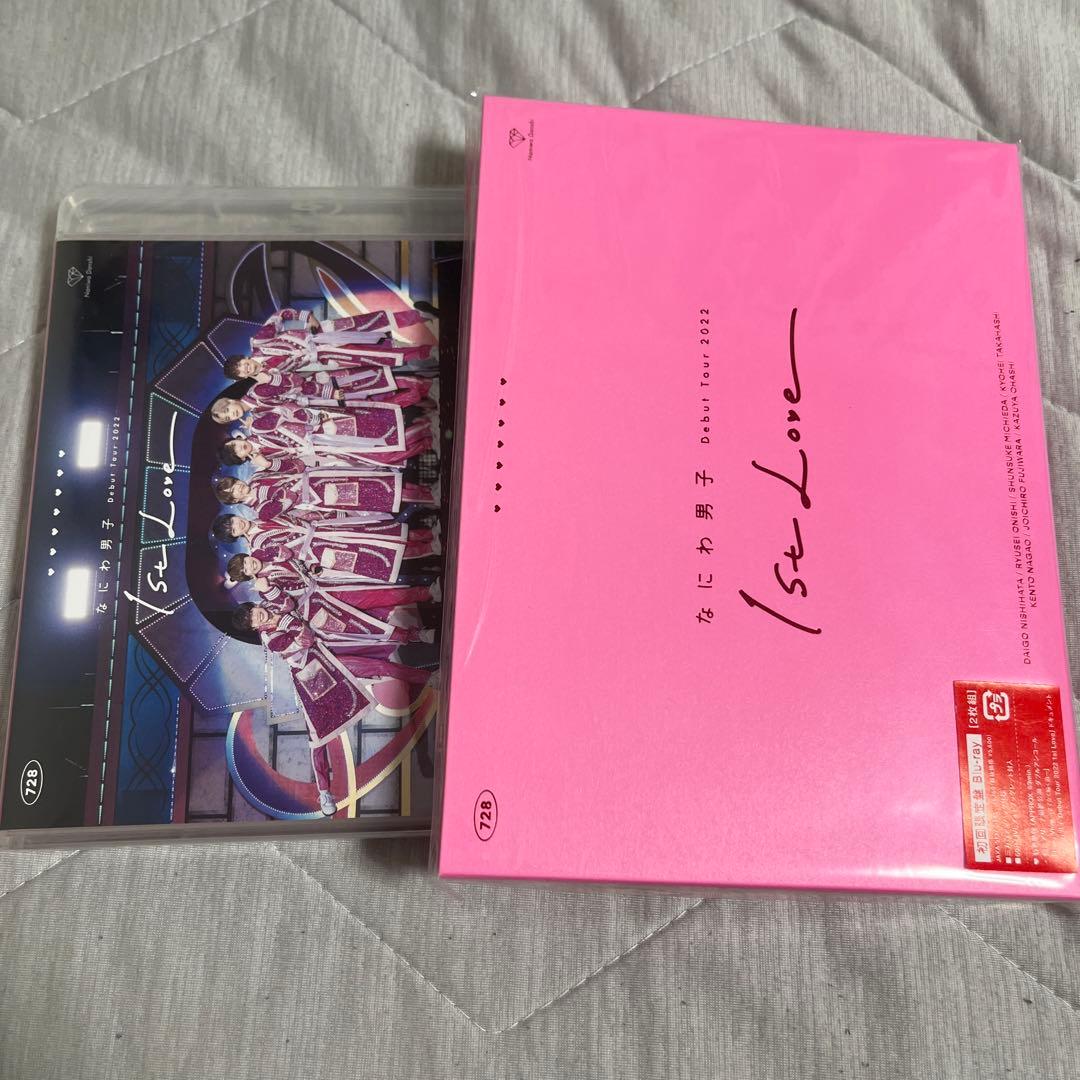 Naniwa Danshi
なにわ男子 Debut Tour 2022
1st Love
728
Naniwa Danshi
なにわ男子 Debut Tour 2022
1st Love
DAIGO NISHIHATA / RYUSEI ONISHI / SHUNSUKE MICHIEDA / KYOHEI TAKAHASHI
KENTO NAGAO / JOICHIRO FUJIWARA / KAZUYA OHASHI
728
初回限定盤 Blu-ray [2枚組]
プラ